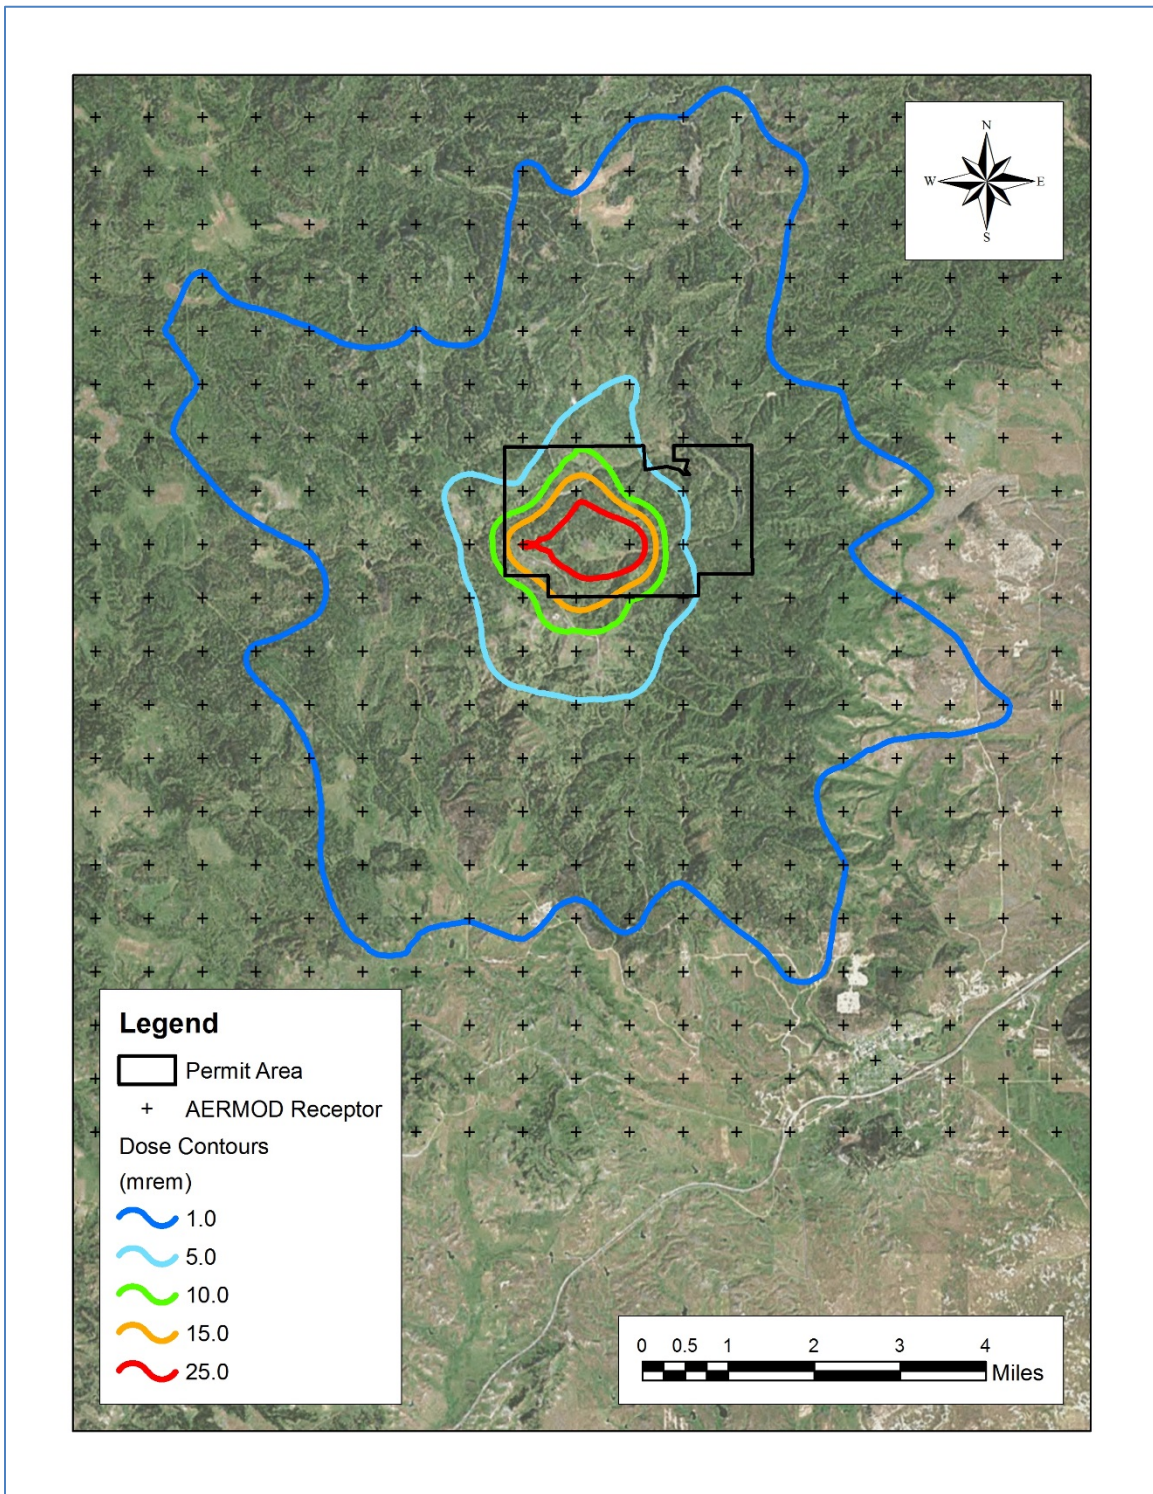 N
W E
S
Legend
Permit Area
AERMOD Receptor
Dose Contours
(mrem)
1.0
5.0
10.0
15.0
25.0
0 0.5 1 2 3 4
Miles